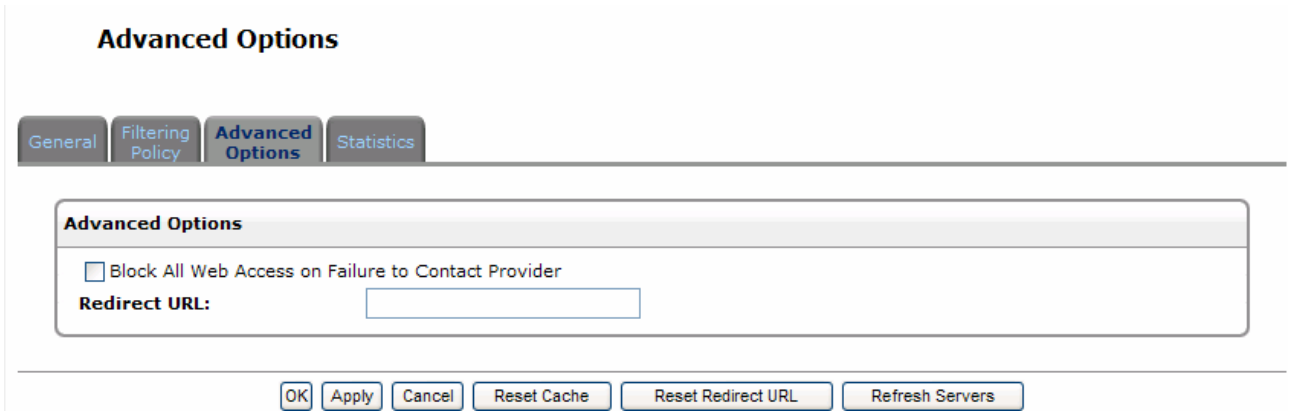 Advanced Options
General
Filtering
Policy
Advanced
Options
Statistics
Advanced Options
Block All Web Access on Failure to Contact Provider
Redirect URL:
OK Apply Cancel Reset Cache Reset Redirect URL Refresh Servers